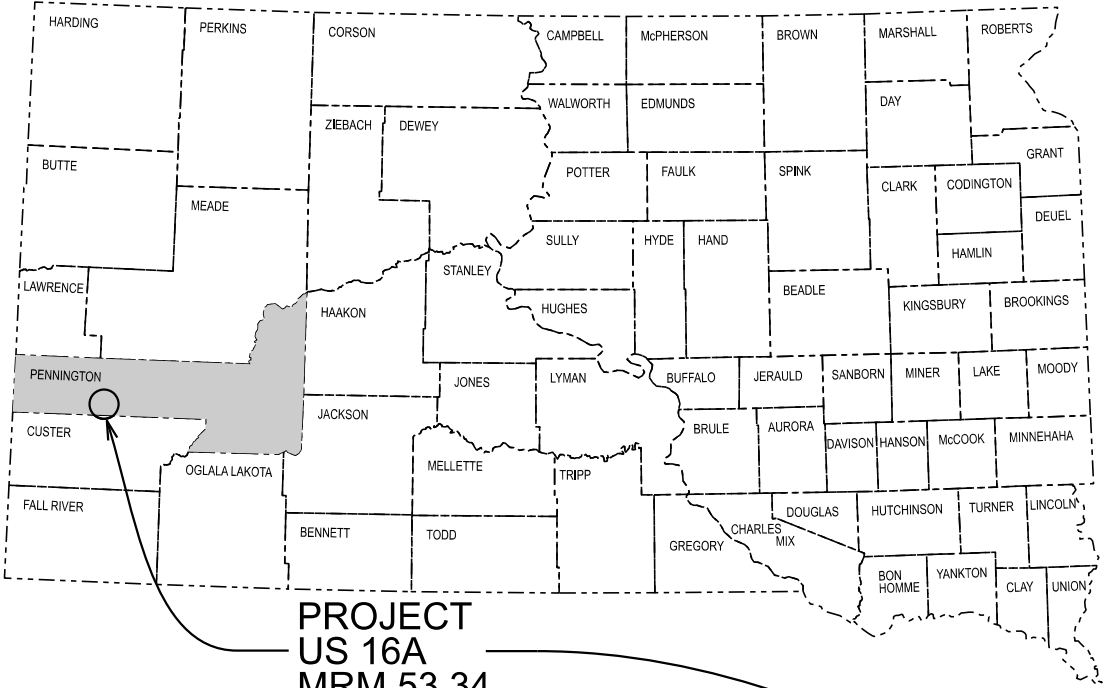 HARDING
PERKINS
CORSON
CAMPBELL
McPHERSON
BROWN
MARSHALL
ROBERTS
WALWORTH
EDMUNDS
DAY
ZIEBACH
DEWEY
GRANT
BUTTE
POTTER
FAULK
SPINK
CLARK
CODINGTON
MEADE
DEUEL
SULLY
HYDE
HAND
HAMLIN
STANLEY
LAWRENCE
BEADLE
HAAKON
HUGHES
KINGSBURY
BROOKINGS
PENNINGTON
JONES
LYMAN
BUFFALO
JERAULD
SANBORN
MINER
LAKE
MOODY
JACKSON
CUSTER
BRULE
AURORA
DAVISON
HANSON
McCOOK
MINNEHAHA
OGLALA LAKOTA
MELLETTE
TRIPP
FALL RIVER
BENNETT
TODD
GREGORY
CHARLES
MIX
DOUGLAS
HUTCHINSON
TURNER
LINCOLN
BON
HOMME
YANKTON
CLAY
UNION
PROJECT
US 16A
MRM 53.34